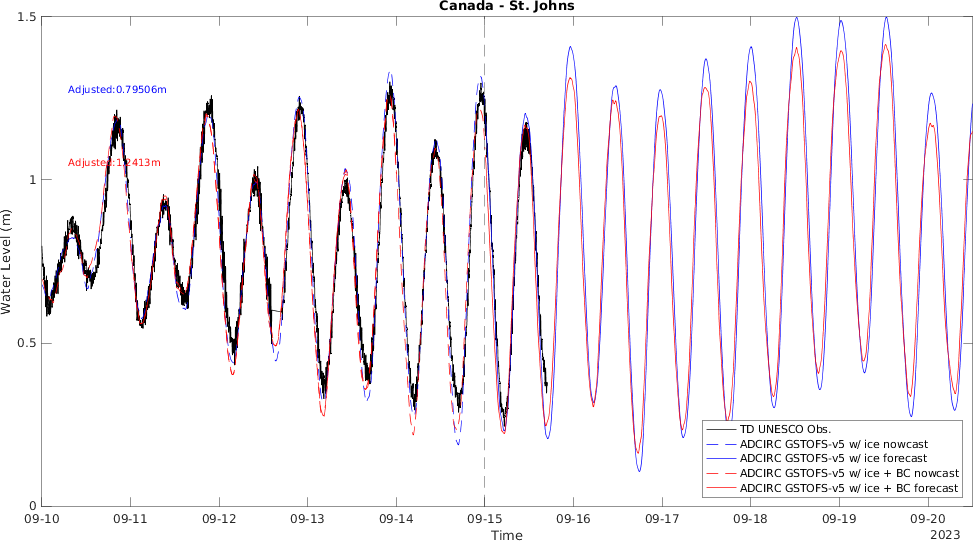 Canada - St. Johns
1.5
1
0.5
0
Water Level (m)
Adjusted:0.79506m
Adjusted:1.2413m
TD UNESCO Obs.
ADCIRC GSTOFS-v5 w/ ice nowcast
ADCIRC GSTOFS-v5 w/ ice forecast
ADCIRC GSTOFS-v5 w/ ice + BC nowcast
ADCIRC GSTOFS-v5 w/ ice + BC forecast
09-10 09-11 09-12 09-13 09-14 09-15 09-16 09-17 09-18 09-19 09-20
Time
2023